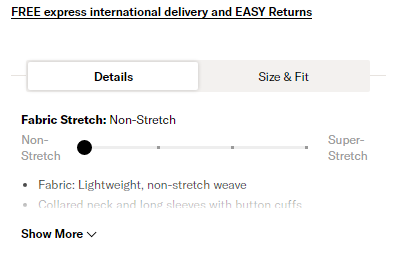 FREE express international delivery and EASY Returns
Details
Size & Fit
Fabric Stretch: Non-Stretch
Non-
Stretch
Super-
Stretch
Fabric: Lightweight, non-stretch weave
Collared neck and long sleeves with button cuffs
Show More